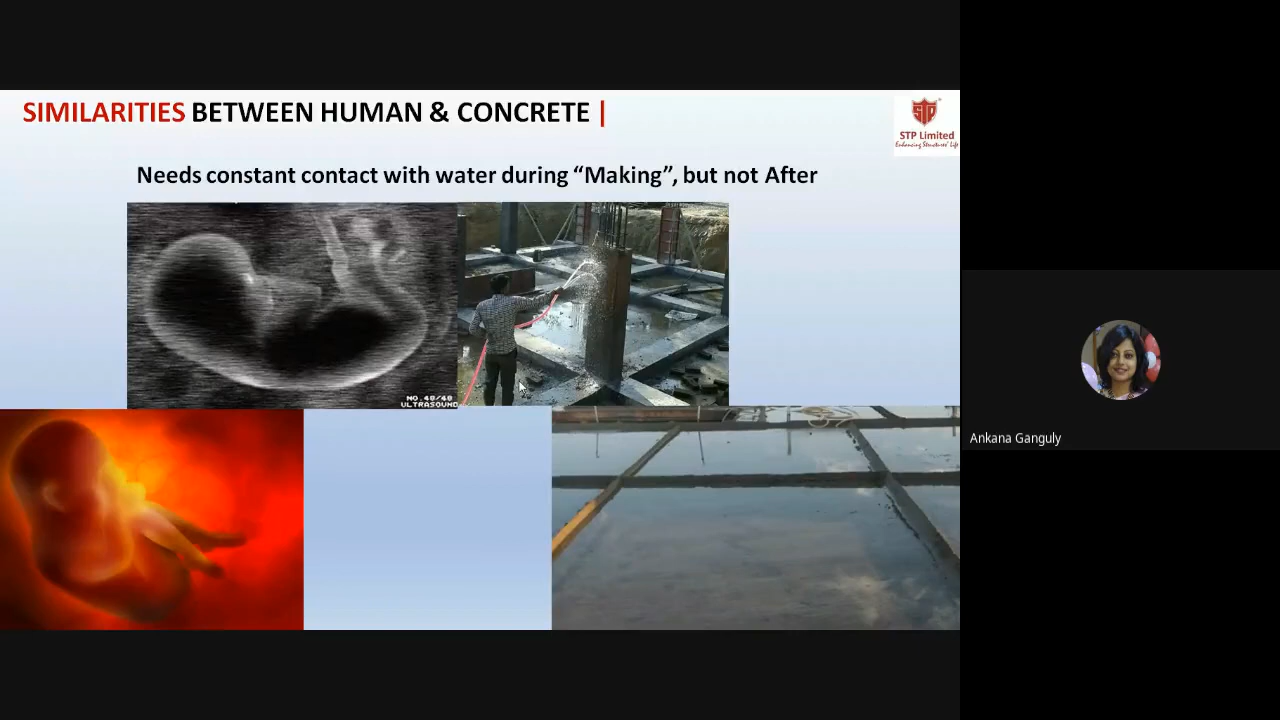 SIMILARITIES BETWEEN HUMAN & CONCRETE |
STP
STP Limited
Enhancing Structures' Life
Needs constant contact with water during “Making”, but not After
NO.48/48
ULTRASOUND
Ankana Ganguly